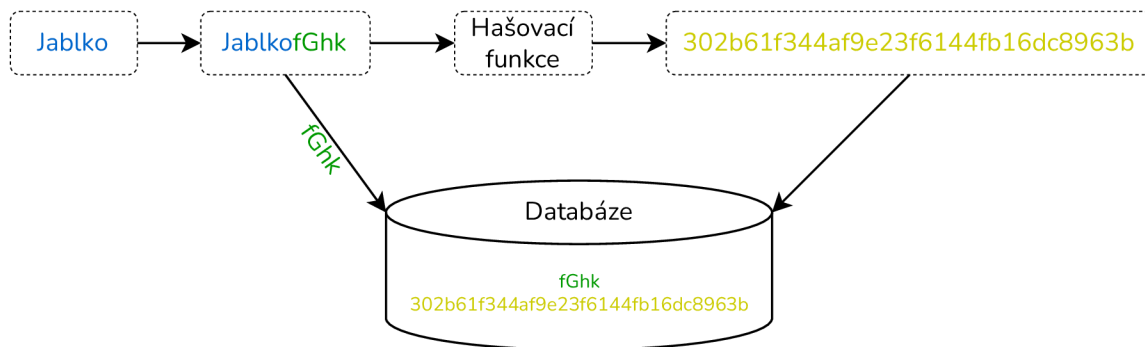 Jablko
JablkofGhk
Hašovací
funkce
302b61f344af9e23f6144fb16dc8963b
fGhk
Databáze
fGhk
302b61f344af9e23f6144fb16dc8963b